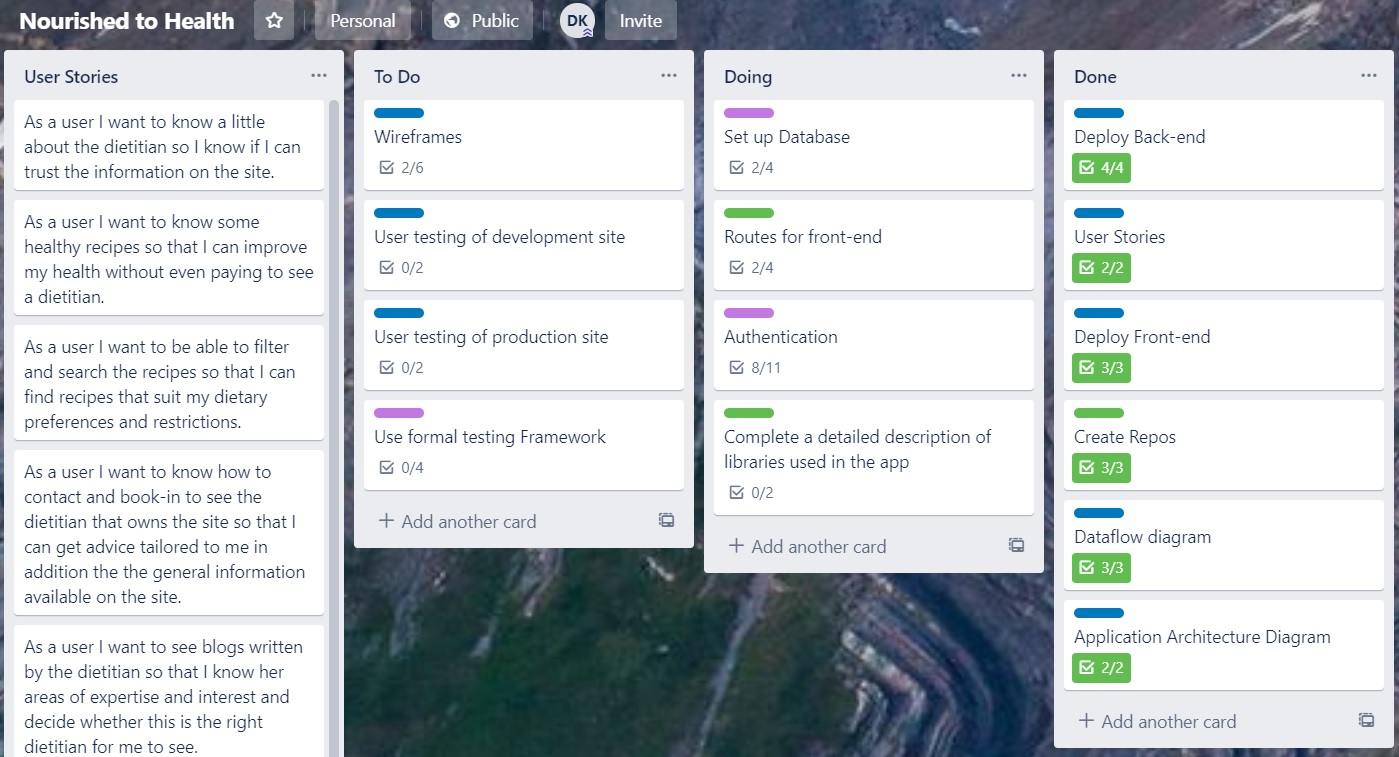 Nourished to Health
Personal
Public
DK
Invite
User Stories
As a user I want to know a little
about the dietitian so I know if I can
trust the information on the site.
As a user I want to know some
healthy recipes so that I can improve
my health without even paying to see
a dietitian.
As a user I want to be able to filter
and search the recipes so that I can
find recipes that suit my dietary
preferences and restrictions.
As a user I want to know how to
contact and book-in to see the
dietitian that owns the site so that I
can get advice tailored to me in
addition the the general information
available on the site.
As a user I want to see blogs written
by the dietitian so that I know her
areas of expertise and interest and
decide whether this is the right
dietitian for me to see.
To Do
Wireframes
2/6
User testing of development site
0/2
User testing of production site
0/2
Use formal testing Framework
0/4
+ Add another card
Doing
Set up Database
2/4
Routes for front-end
2/4
Authentication
8/11
Complete a detailed description of
libraries used in the app
0/2
+ Add another card
Done
Deploy Back-end
4/4
User Stories
2/2
Deploy Front-end
3/3
Create Repos
3/3
Dataflow diagram
3/3
Application Architecture Diagram
2/2
+ Add another card